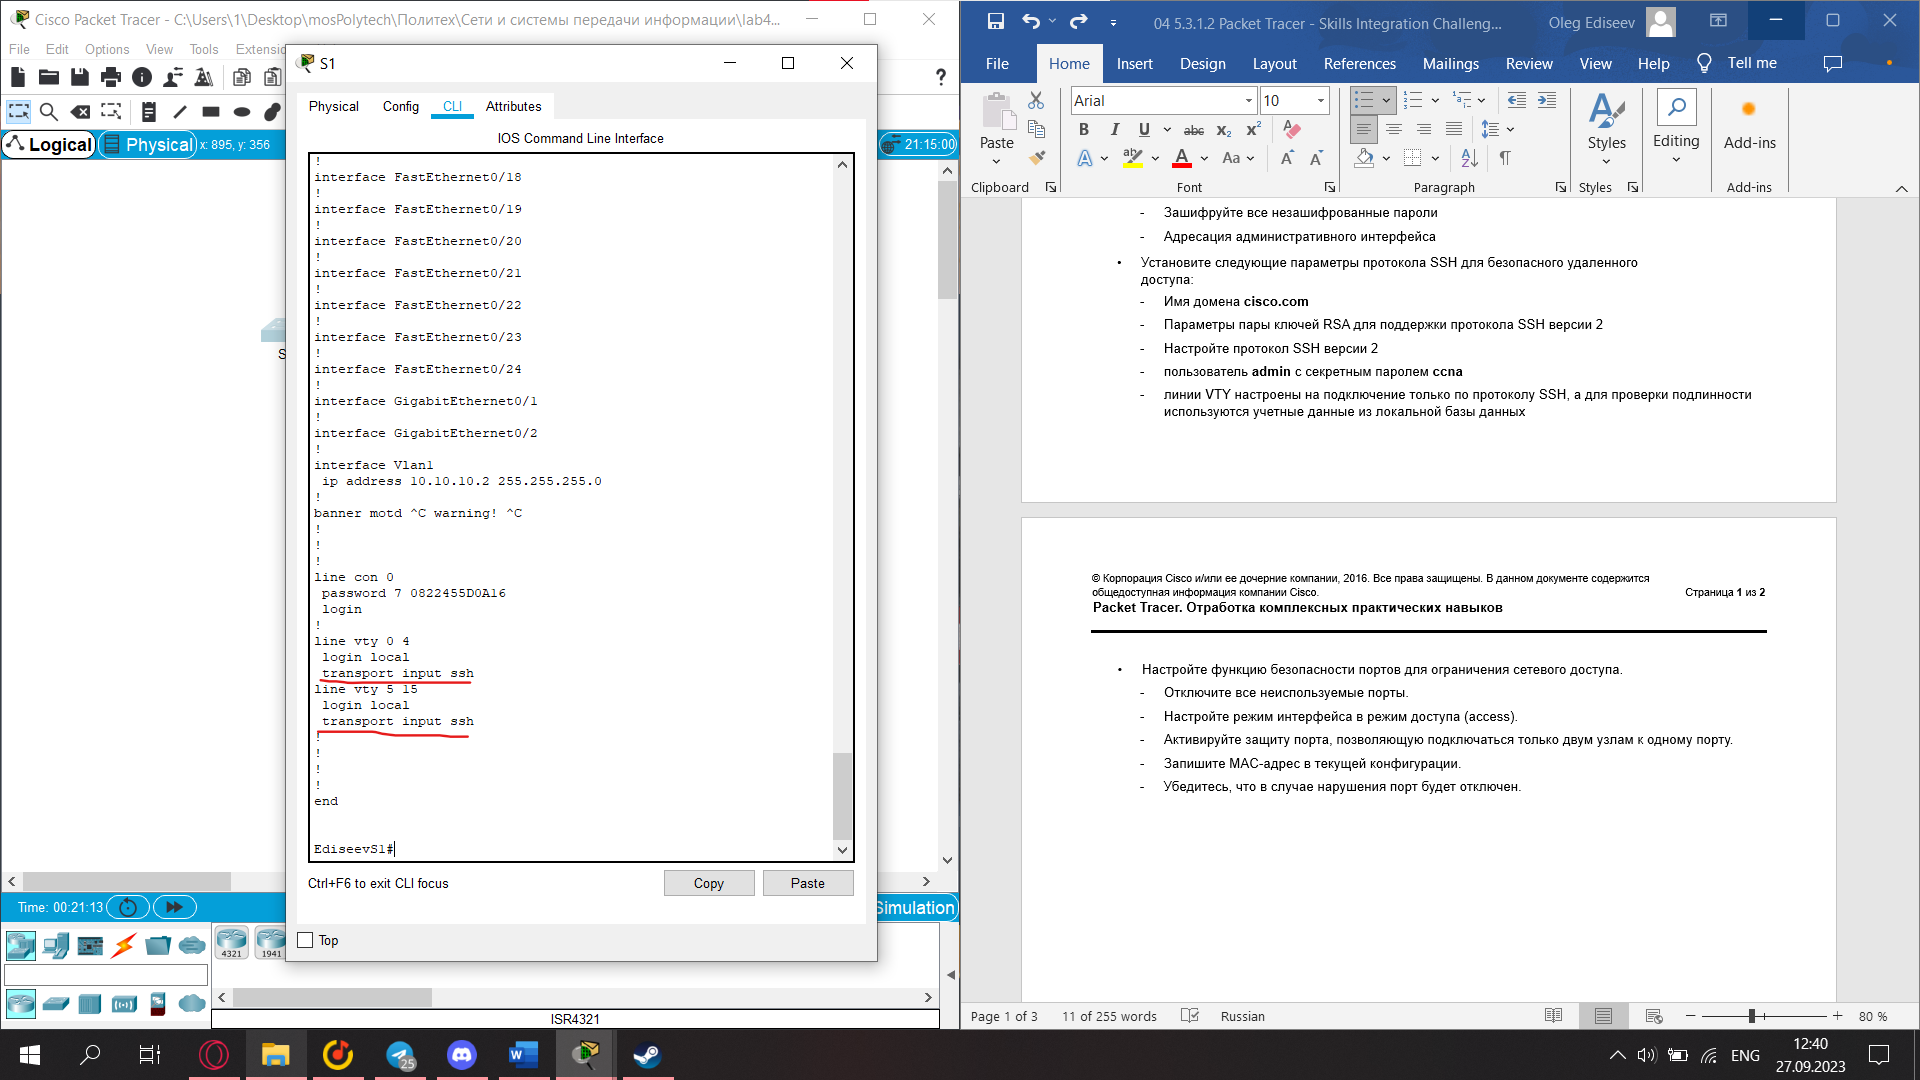 Cisco Packet Tracer - C:\Users\1\Desktop\mosPolytech\Политех\Сети и системы передачи информации\lab4...
File Edit Options View Tools Extensio
Logical Physical x: 895, y: 356
21:15:00
S
S1
Physical Config CLI Attributes
IOS Command Line Interface
!
interface FastEthernet0/18
!
interface FastEthernet0/19
!
interface FastEthernet0/20
!
interface FastEthernet0/21
!
interface FastEthernet0/22
!
interface FastEthernet0/23
!
interface FastEthernet0/24
!
interface GigabitEthernet0/1
!
interface GigabitEthernet0/2
!
interface Vlan1
ip address 10.10.10.2 255.255.255.0
!
banner motd ^C warning! ^C
!
!
!
line con 0
password 7 0822455D0A16
login
!
line vty 0 4
login local
transport input ssh
line vty 5 15
login local
transport input ssh
!
!
!
!
end
EdiseevS1#
Ctrl+F6 to exit CLI focus
Copy Paste
Top
Time: 00:21:13
Simulation
4321 1941
ISR4321
04 5.3.1.2 Packet Tracer - Skills Integration Challeng...
Oleg Ediseev
File Home Insert Design Layout References Mailings Review View Help Tell me
Paste
Arial 10
Styles
Editing
Add-ins
Clipboard Font Paragraph Styles Add-ins
- Зашифруйте все незашифрованные пароли
- Адресация административного интерфейса
• Установите следующие параметры протокола SSH для безопасного удаленного
доступа:
- Имя домена cisco.com
- Параметры пары ключей RSA для поддержки протокола SSH версии 2
- Настройте протокол SSH версии 2
- пользователь admin с секретным паролем ccna
- линии VTY настроены на подключение только по протоколу SSH, а для проверки подлинности
используются учетные данные из локальной базы данных
© Корпорация Cisco и/или ее дочерние компании, 2016. Все права защищены. В данном документе содержится
общедоступная информация компании Cisco. Страница 1 из 2
Packet Tracer. Отработка комплексных практических навыков
• Настройте функцию безопасности портов для ограничения сетевого доступа.
- Отключите все неиспользуемые порты.
- Настройте режим интерфейса в режим доступа (access).
- Активируйте защиту порта, позволяющую подключаться только двум узлам к одному порту.
- Запишите MAC-адрес в текущей конфигурации.
- Убедитесь, что в случае нарушения порт будет отключен.
Page 1 of 3 11 of 255 words Russian 80 %
25
ENG
12:40
27.09.2023